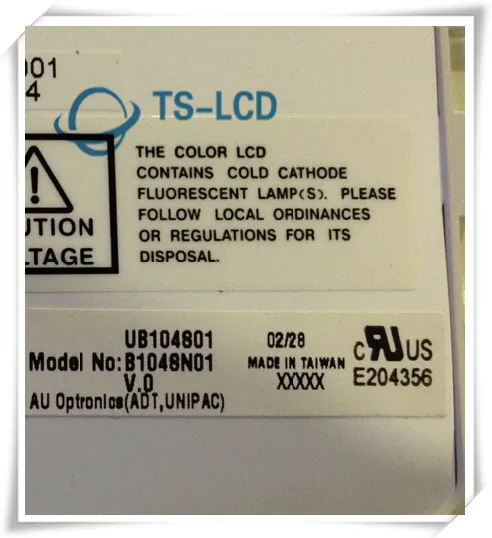 001
4
TS-LCD
THE COLOR LCD
CONTAINS COLD CATHODE
FLUORESCENT LAMP(S). PLEASE
FOLLOW LOCAL ORDINANCES
OR REGULATIONS FOR ITS
DISPOSAL.
!
UTION
LTAGE
UB104801
Model No:B1048N01
V.0
AU Optronics(ADT,UNIPAC)
02/28
MADE IN TAIWAN
XXXXX
c RU US
E204356